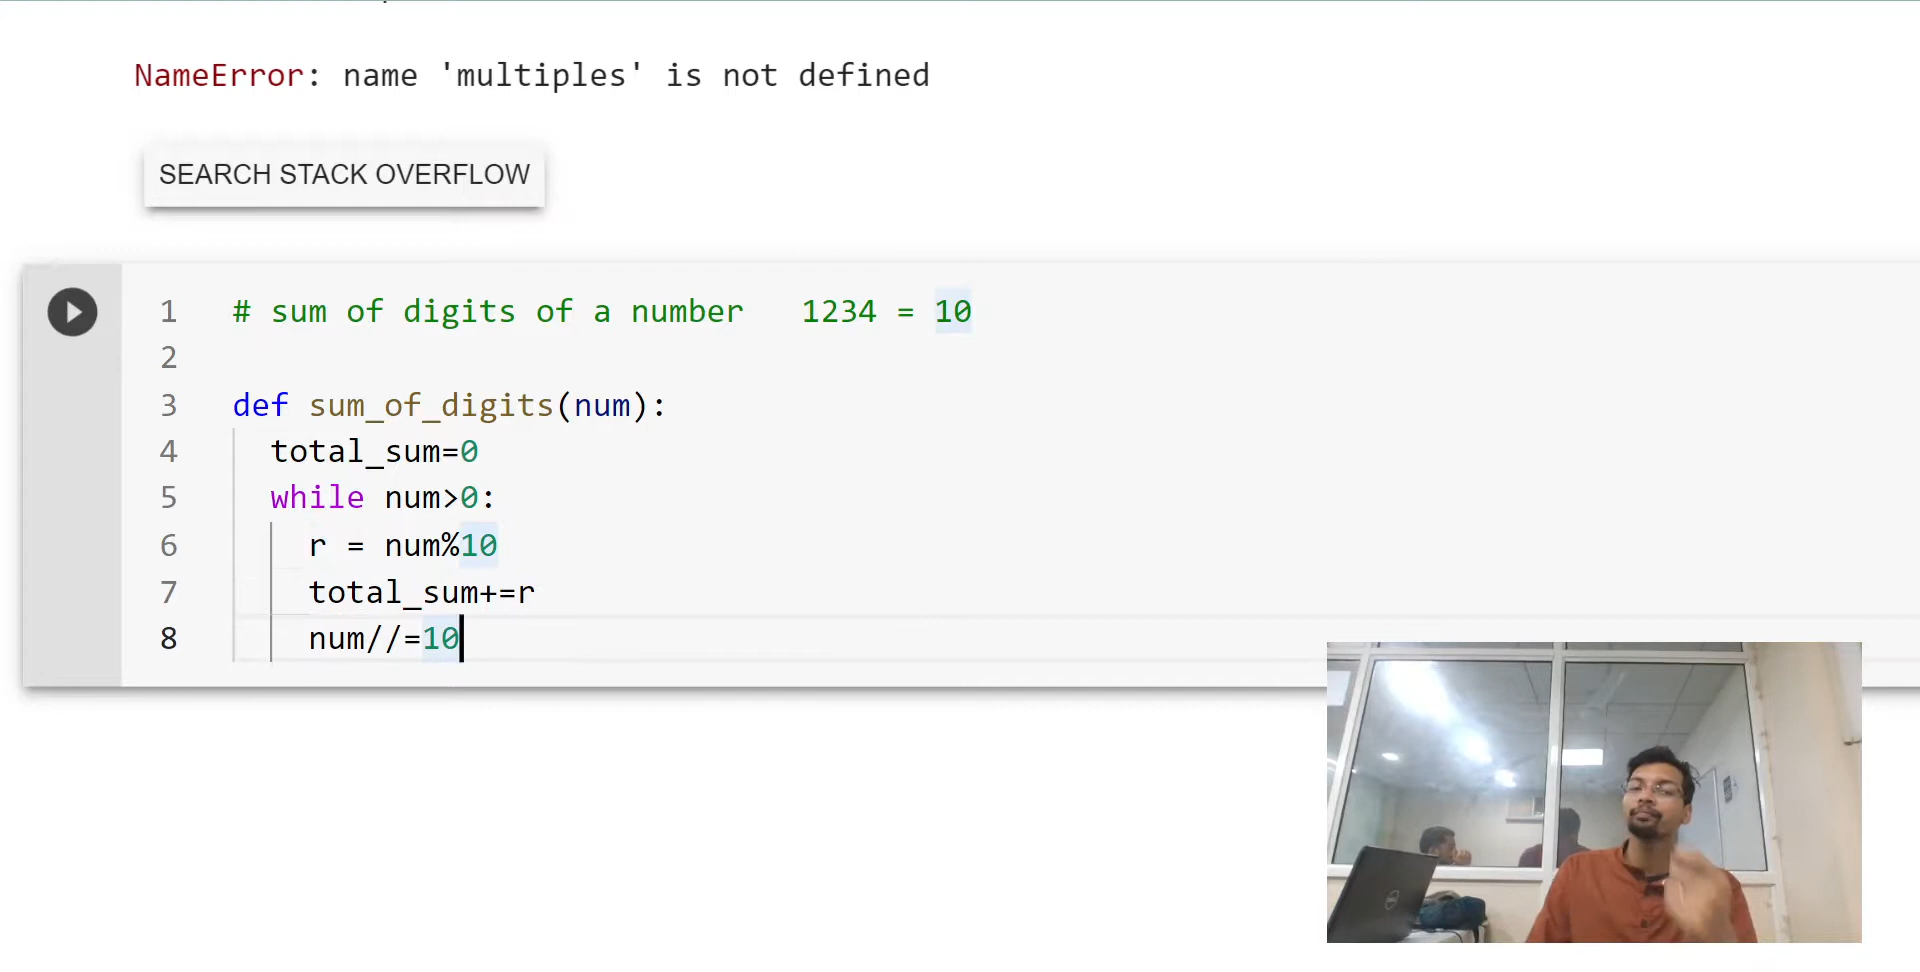 NameError: name 'multiples' is not defined
SEARCH STACK OVERFLOW
1 # sum of digits of a number 1234 = 10
2
3 def sum_of_digits(num):
4 total_sum=0
5 while num>0:
6 r = num%10
7 total_sum+=r
8 num//=10